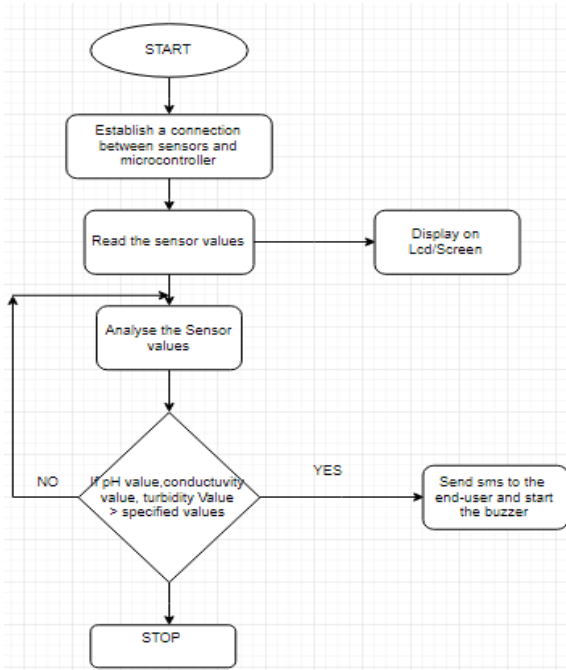 START
Establish a connection
between sensors and
microcontroller
Read the sensor values
Display on
Lcd/Screen
Analyse the Sensor
values
NO
If pH value,conductuvity
value, turbidity Value
> specified values
YES
Send sms to the
end-user and start
the buzzer
STOP